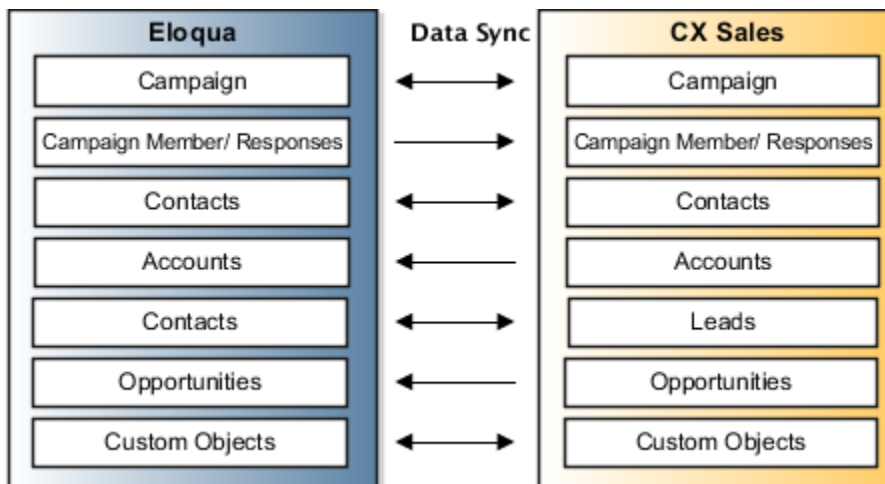 Eloqua Data Sync CX Sales
Campaign Campaign
Campaign Member/ Responses Campaign Member/ Responses
Contacts Contacts
Accounts Accounts
Contacts Leads
Opportunities Opportunities
Custom Objects Custom Objects